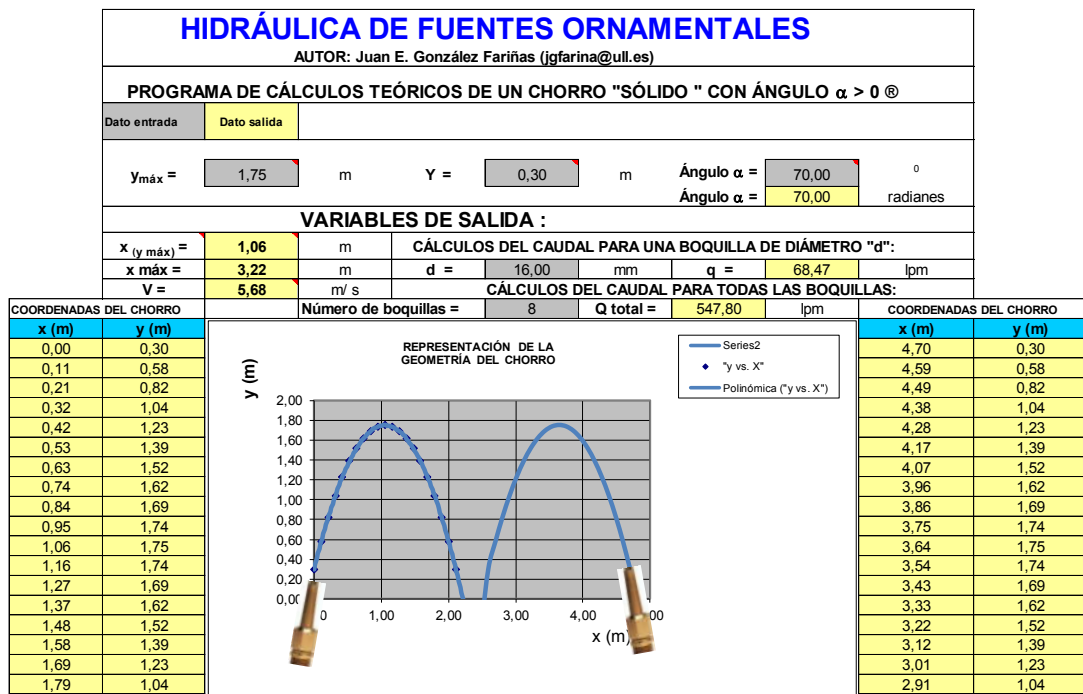 HIDRÁULICA DE FUENTES ORNAMENTALES
AUTOR: Juan E. González Fariñas (jgfarina@ull.es)
PROGRAMA DE CÁLCULOS TEÓRICOS DE UN CHORRO "SÓLIDO " CON ÁNGULO α > 0 ®
Dato entrada Dato salida
ymáx = 1,75 m Y = 0,30 m Ángulo α = 70,00 0
Ángulo α = 70,00 radianes
VARIABLES DE SALIDA :
x (y máx) = 1,06 m CÁLCULOS DEL CAUDAL PARA UNA BOQUILLA DE DIÁMETRO "d":
x máx = 3,22 m d = 16,00 mm q = 68,47 lpm
V = 5,68 m/ s CÁLCULOS DEL CAUDAL PARA TODAS LAS BOQUILLAS:
COORDENADAS DEL CHORRO Número de boquillas = 8 Q total = 547,80 lpm COORDENADAS DEL CHORRO
x (m) y (m)
0,00 0,30
0,11 0,58
0,21 0,82
0,32 1,04
0,42 1,23
0,53 1,39
0,63 1,52
0,74 1,62
0,84 1,69
0,95 1,74
1,06 1,75
1,16 1,74
1,27 1,69
1,37 1,62
1,48 1,52
1,58 1,39
1,69 1,23
1,79 1,04
REPRESENTACIÓN DE LA
GEOMETRÍA DEL CHORRO
Series2
"y vs. X"
Polinómica ("y vs. X")
y (m)
2,00
1,80
1,60
1,40
1,20
1,00
0,80
0,60
0,40
0,20
0,00
0 1,00 2,00 3,00 4,00 ,00
x (m)
x (m) y (m)
4,70 0,30
4,59 0,58
4,49 0,82
4,38 1,04
4,28 1,23
4,17 1,39
4,07 1,52
3,96 1,62
3,86 1,69
3,75 1,74
3,64 1,75
3,54 1,74
3,43 1,69
3,33 1,62
3,22 1,52
3,12 1,39
3,01 1,23
2,91 1,04